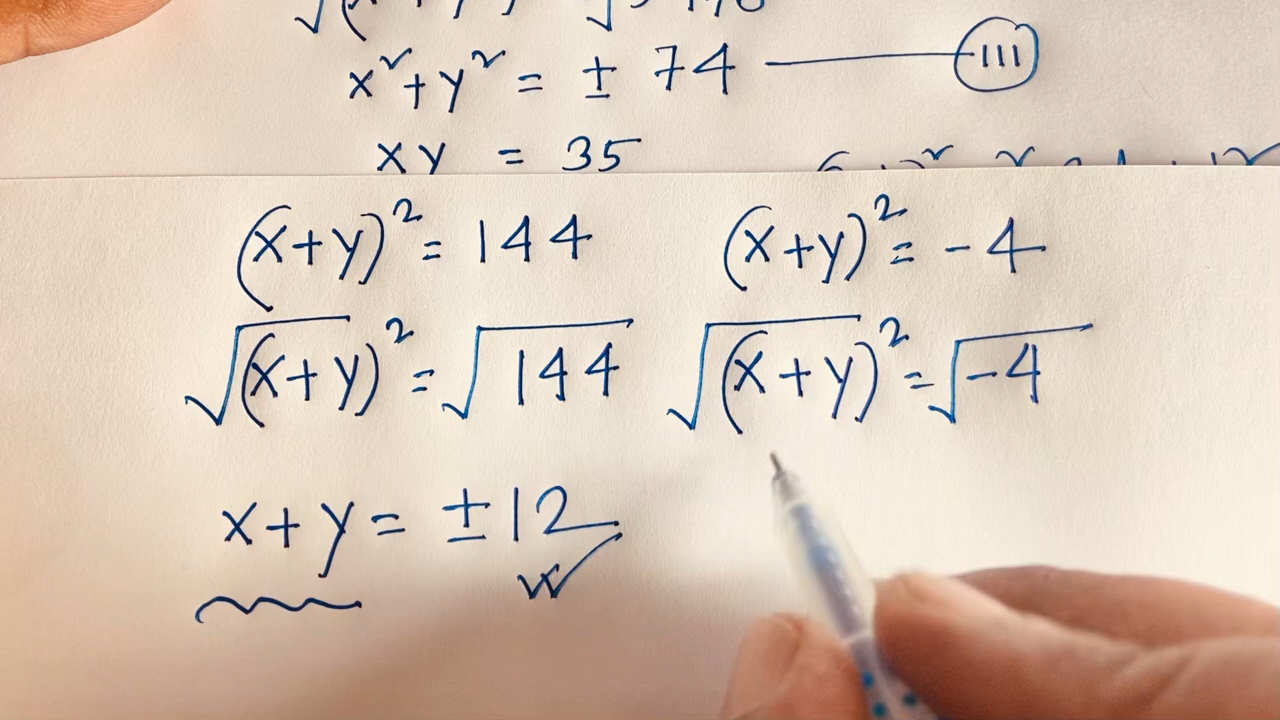 x²+y² = ± 74 ——— III
xy = 35
(x+y)² = 144
(x+y)² = -4
√(x+y)² = √144
√(x+y)² = √-4
x+y = ±12